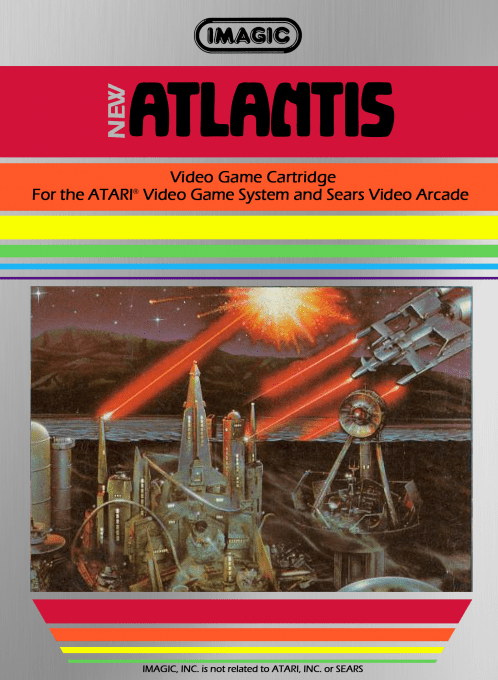 IMAGIC
NEW ATLANTIS
Video Game Cartridge
For the ATARI® Video Game System and Sears Video Arcade
IMAGIC, INC. is not related to ATARI, INC. or SEARS